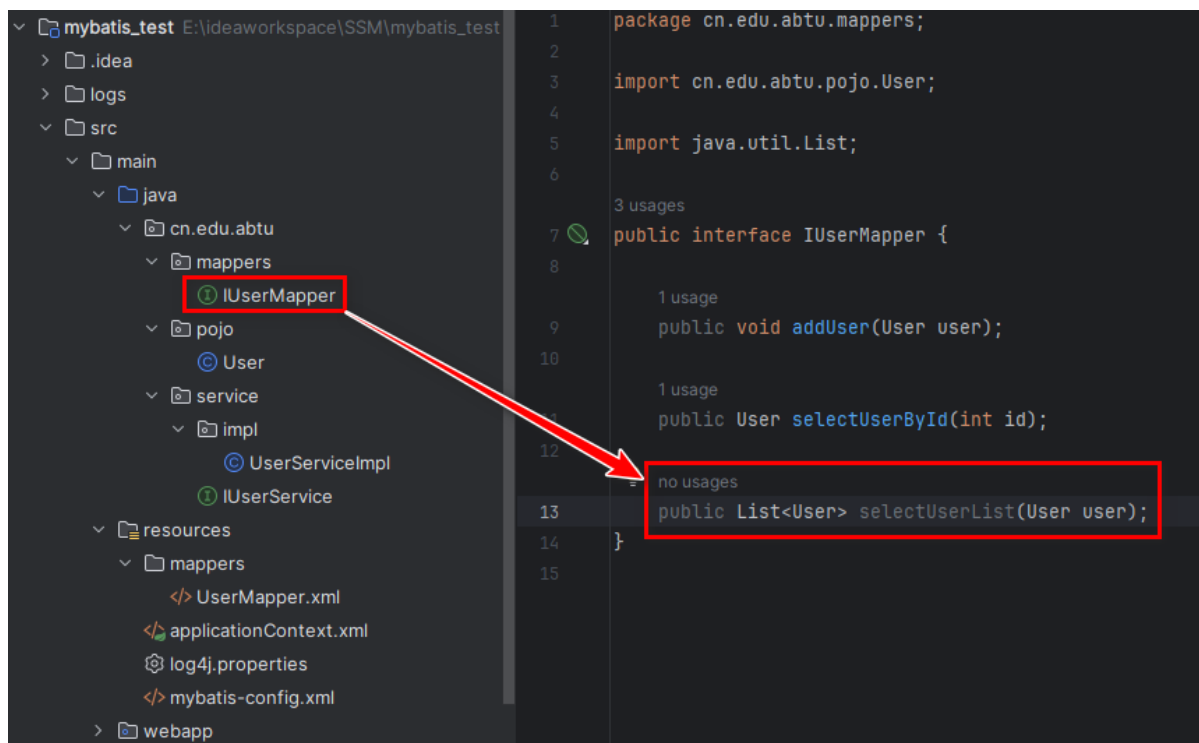 mybatis_test E:\ideaworkspace\SSM\mybatis_test
.idea
logs
src
main
java
cn.edu.abtu
mappers
IUserMapper
pojo
User
service
impl
UserServiceImpl
IUserService
resources
mappers
UserMapper.xml
applicationContext.xml
log4j.properties
mybatis-config.xml
webapp
1 package cn.edu.abtu.mappers;
2
3 import cn.edu.abtu.pojo.User;
4
5 import java.util.List;
6
3 usages
7 public interface IUserMapper {
8
1 usage
9 public void addUser(User user);
10
1 usage
11 public User selectUserById(int id);
12
no usages
13 public List<User> selectUserList(User user);
14 }
15